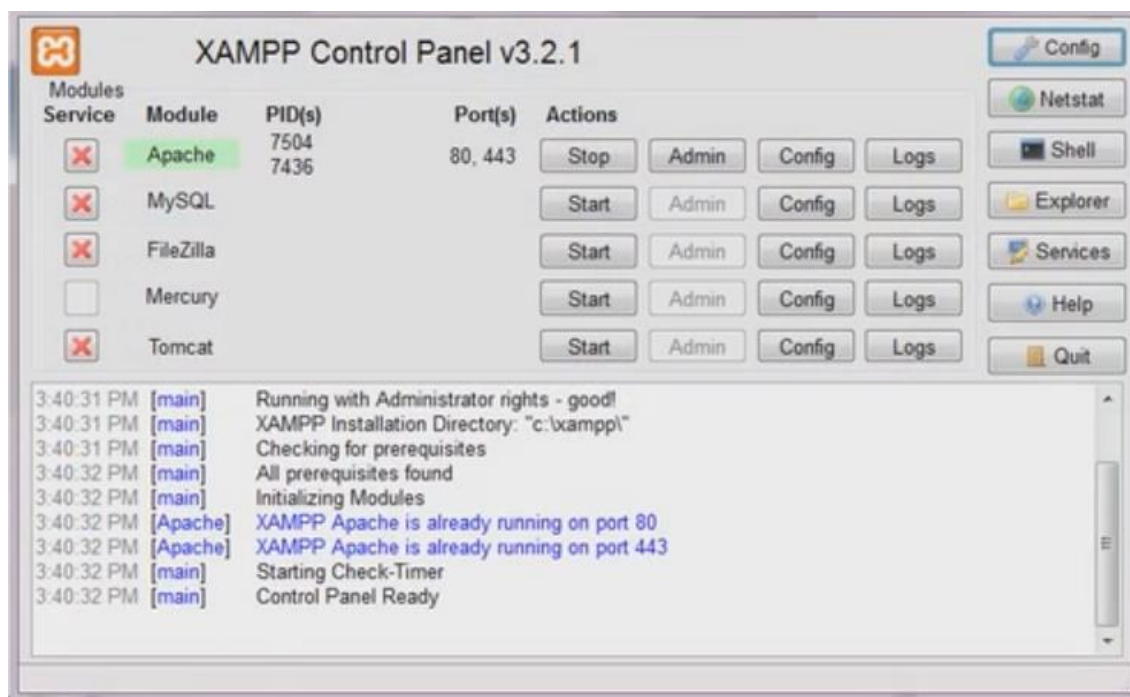 XAMPP Control Panel v3.2.1
Config
Modules
Netstat
Service Module PID(s) Port(s) Actions
Apache 7504 7436 80, 443 Stop Admin Config Logs
Shell
MySQL Start Admin Config Logs
Explorer
FileZilla Start Admin Config Logs
Services
Mercury Start Admin Config Logs
Help
Tomcat Start Admin Config Logs
Quit
3:40:31 PM [main] Running with Administrator rights - good!
3:40:31 PM [main] XAMPP Installation Directory: "c:\xampp\"
3:40:31 PM [main] Checking for prerequisites
3:40:32 PM [main] All prerequisites found
3:40:32 PM [main] Initializing Modules
3:40:32 PM [Apache] XAMPP Apache is already running on port 80
3:40:32 PM [Apache] XAMPP Apache is already running on port 443
3:40:32 PM [main] Starting Check-Timer
3:40:32 PM [main] Control Panel Ready